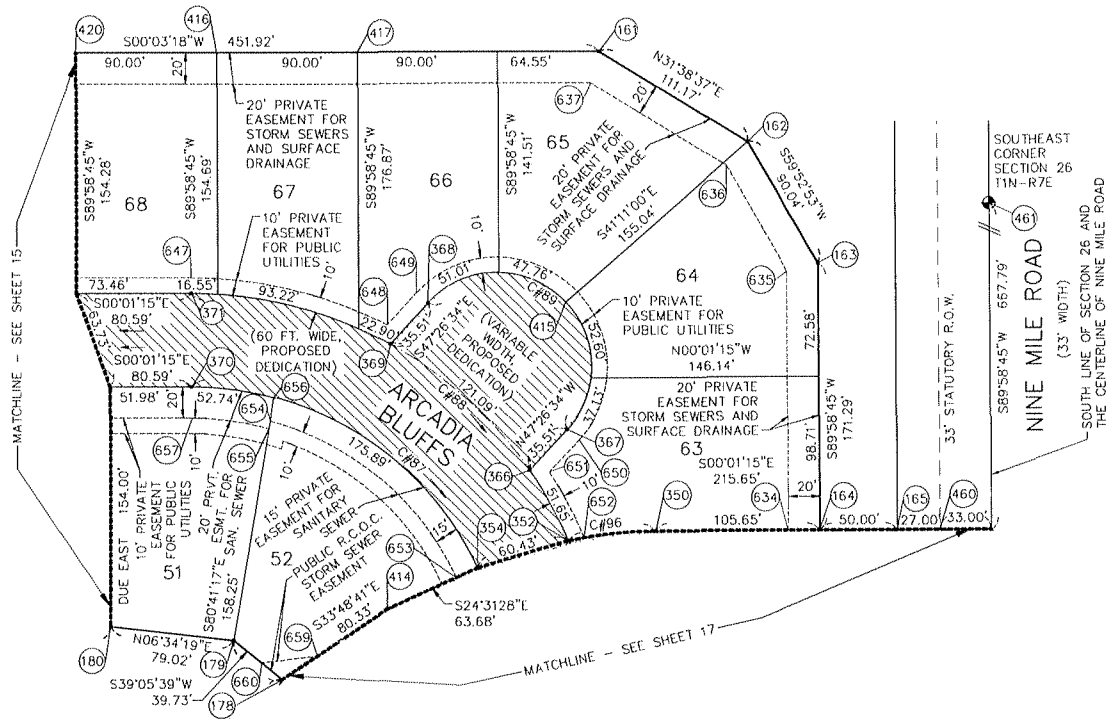 420
416
S00°03'18"W 451.92'
417
161
90.00'
90.00'
90.00'
64.55'
20'
N31°38'37"E
111.17'
637
20'
162
20' PRIVATE
EASEMENT FOR
STORM SEWERS
AND SURFACE
DRAINAGE
S89°58'45"W
154.28'
S89°58'45"W
154.69'
S89°58'45"W
176.87'
S89°58'45"W
141.51'
68
67
66
65
20' PRIVATE
EASEMENT FOR
STORM SEWERS AND
SURFACE DRAINAGE
636
S41°11'00"E
155.04'
S59°52'53"W
90.04'
163
SOUTHEAST
CORNER
SECTION 26
T1N-R7E
461
NINE MILE ROAD
(33' WIDTH)
SOUTH LINE OF SECTION 26 AND
THE CENTERLINE OF NINE MILE ROAD
S89°58'45"W 667.79'
33' STATUTORY R.O.W.
10' PRIVATE
EASEMENT
FOR PUBLIC
UTILITIES
647
649
368
10'
10'
648
73.46'
16.55'
93.22
22.90'
51.01
47.76
C#89
371
S00°01'15"E
80.59'
63.73'
(60 FT. WIDE,
PROPOSED
DEDICATION)
369
35.51'
S47°26'34"E
(VARIABLE
WIDTH,
PROPOSED
DEDICATION)
415
64
635
10' PRIVATE
EASEMENT FOR
PUBLIC UTILITIES
37.60
N00°01'15"W
146.14'
72.58'
S00°01'15"E
80.59'
370
656
121.09'
C#88
ARCADIA
BLUFFS
N47°26'34"W
35.51'
37.13
20' PRIVATE
EASEMENT FOR
STORM SEWERS AND
SURFACE DRAINAGE
63
98.71'
S89°58'45"W
171.29'
51.98'
20'
52.74'
654
657
10'
655
10'
175.89'
C#87
366
367
651
650
10'
652
S00°01'15"E
215.65'
634
20'
164
50.00'
165
27.00'
460
33.00'
350
105.65'
C#96
352
354
60.43'
653
15'
DUE EAST 154.00'
10' PRIVATE
EASEMENT
FOR PUBLIC
UTILITIES
51
20' PRVT.
ESMT. FOR
SAN. SEWER
S80°41'17"E
158.25'
15' PRIVATE
EASEMENT FOR
SANITARY
SEWER
52
PUBLIC R.O.C.
STORM SEWER
EASEMENT
414
S33°48'41"E
80.33'
S24°3128"E
63.68'
659
180
N06°34'19"E
79.02'
179
S39°05'39"W
39.73'
660
178
MATCHLINE - SEE SHEET 15
MATCHLINE - SEE SHEET 17